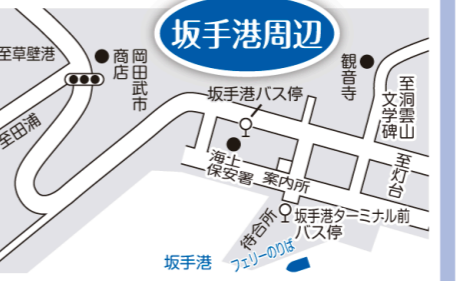 坂手港周辺
至草壁港
岡田武市
商店
観音寺
至洞雲山
文学碑
坂手港バス停
至田浦
海上
保安署
案内所
至灯台
待合所
坂手港ターミナル前
バス停
坂手港
フェリーのりば